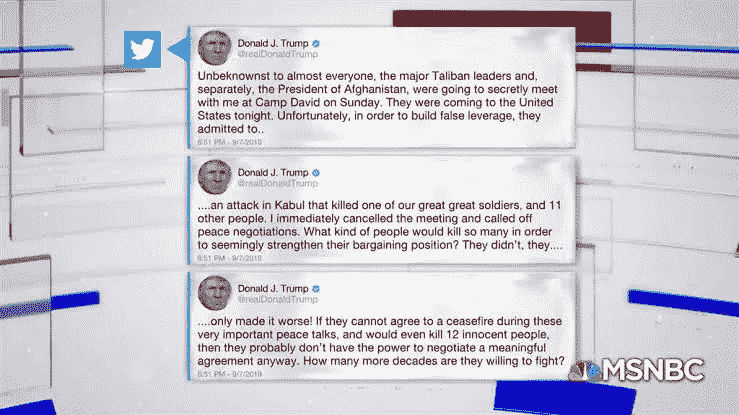 Donald J. Trump
@realDonaldTrump
Unbeknownst to almost everyone, the major Taliban leaders and,
separately, the President of Afghanistan, were going to secretly meet
with me at Camp David on Sunday. They were coming to the United
States tonight. Unfortunately, in order to build false leverage, they
admitted to..
6:51 PM - 9/7/2019
Donald J. Trump
@realDonaldTrump
....an attack in Kabul that killed one of our great great soldiers, and 11
other people. I immediately cancelled the meeting and called off
peace negotiations. What kind of people would kill so many in order
to seemingly strengthen their bargaining position? They didn't, they....
6:51 PM - 9/7/2019
Donald J. Trump
@realDonaldTrump
....only made it worse! If they cannot agree to a ceasefire during these
very important peace talks, and would even kill 12 innocent people,
then they probably don't have the power to negotiate a meaningful
agreement anyway. How many more decades are they willing to fight?
6:51 PM - 9/7/2019
MSNBC